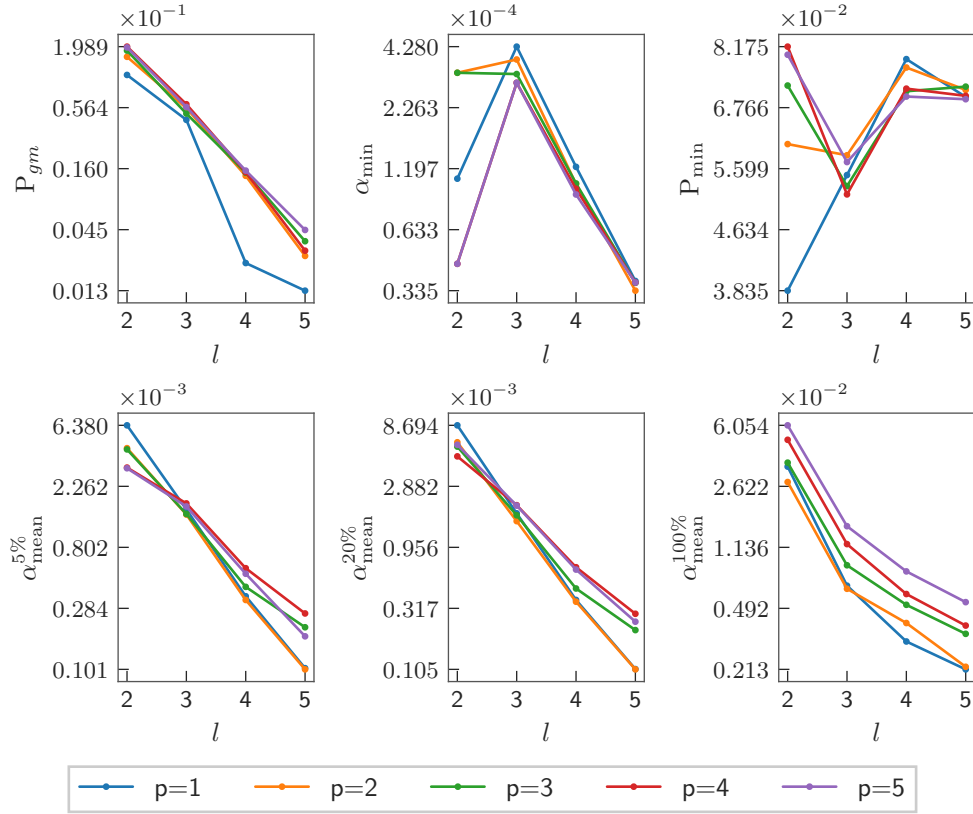 ×10⁻¹
1.989
0.564
0.160
0.045
0.013
P_gm
2 3 4 5
l
×10⁻⁴
4.280
2.263
1.197
0.633
0.335
α_min
2 3 4 5
l
×10⁻²
8.175
6.766
5.599
4.634
3.835
P_min
2 3 4 5
l
×10⁻³
6.380
2.262
0.802
0.284
0.101
α_mean^5%
2 3 4 5
l
×10⁻³
8.694
2.882
0.956
0.317
0.105
α_mean^20%
2 3 4 5
l
×10⁻²
6.054
2.622
1.136
0.492
0.213
α_mean^100%
2 3 4 5
l
p=1 p=2 p=3 p=4 p=5